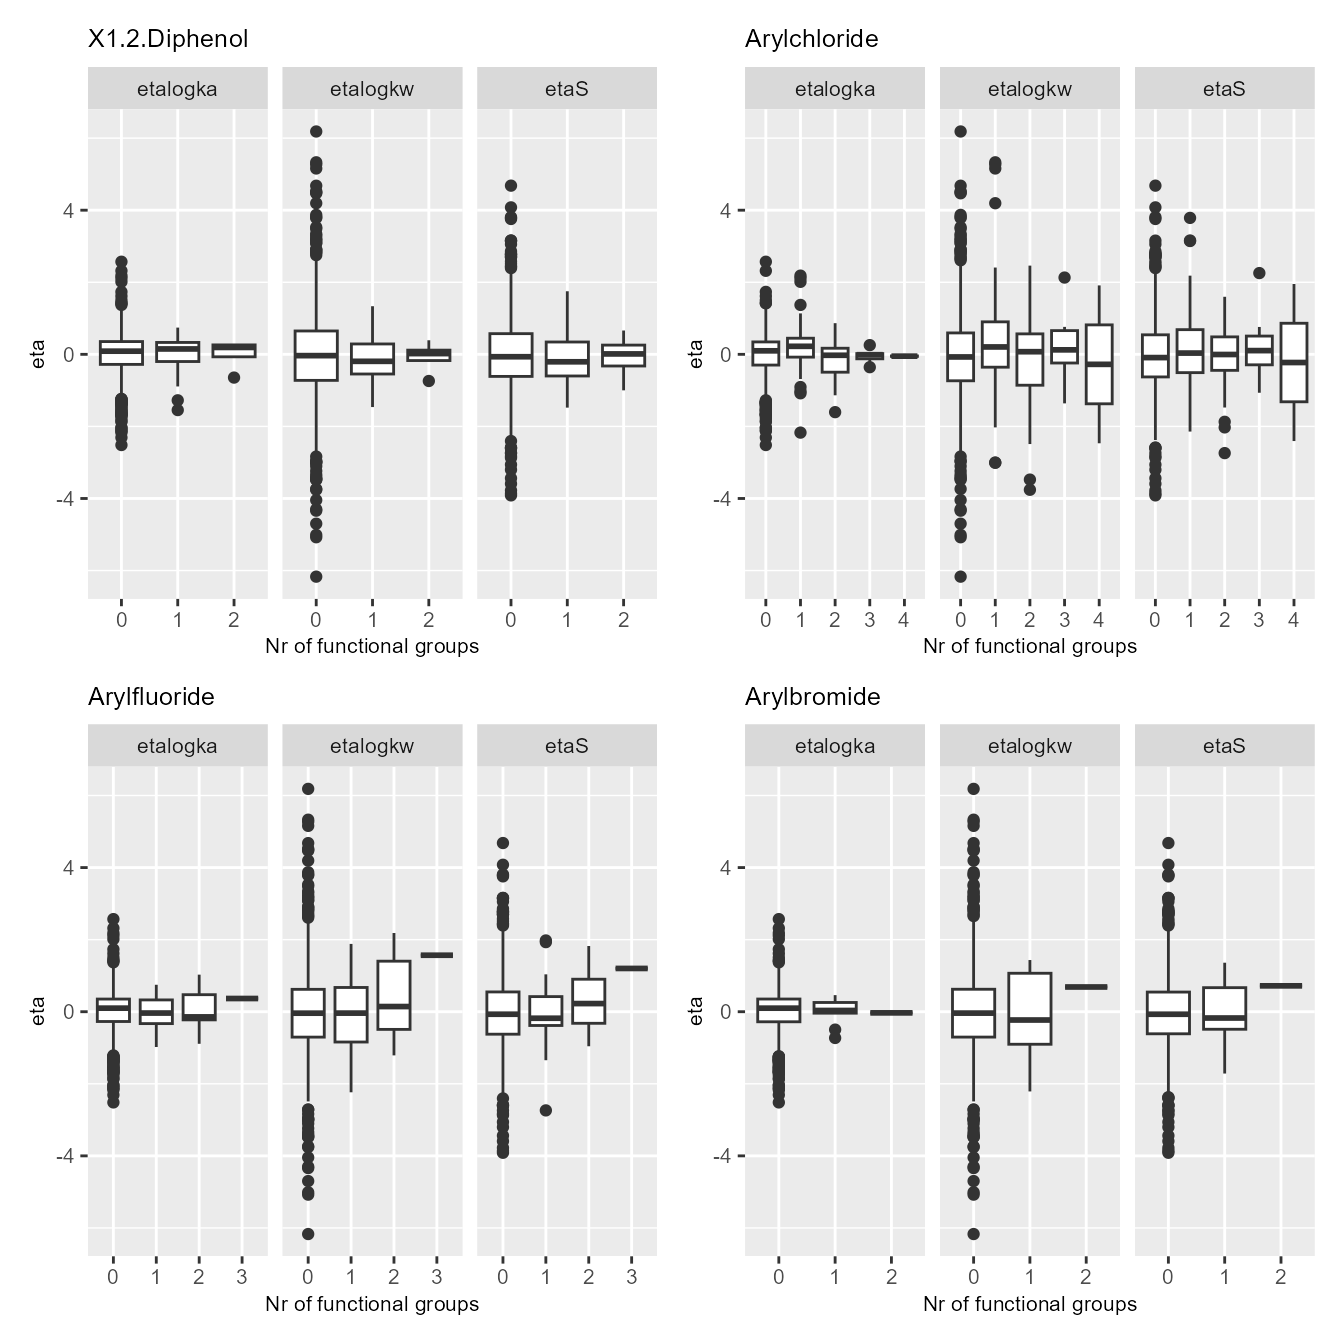 X1.2.Diphenol
Arylchloride
etalogka etalogkw etaS
etalogka etalogkw etaS
eta
4
0
-4
0 1 2 0 1 2 0 1 2
Nr of functional groups
eta
4
0
-4
0 1 2 3 4 0 1 2 3 4 0 1 2 3 4
Nr of functional groups
Arylfluoride
Arylbromide
etalogka etalogkw etaS
etalogka etalogkw etaS
eta
4
0
-4
0 1 2 3 0 1 2 3 0 1 2 3
Nr of functional groups
eta
4
0
-4
0 1 2 0 1 2 0 1 2
Nr of functional groups